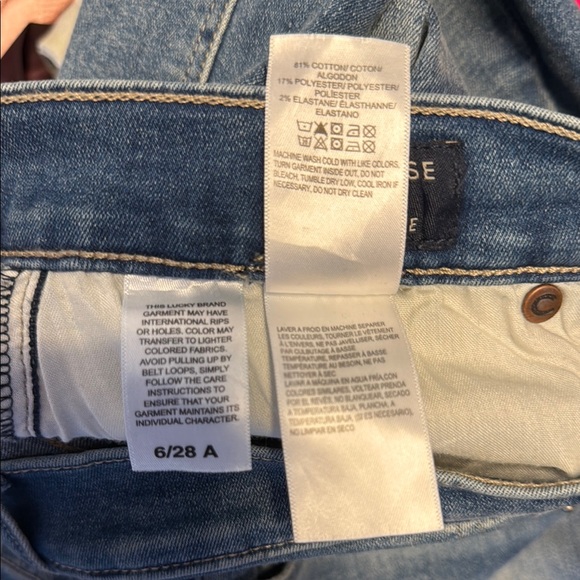 81% COTTON/ COTON/
ALGODON
17% POLYESTER/ POLYESTER/
POLIÉSTER
2% ELASTANE/ ÉLASTHANNE/
ELASTANO
MACHINE WASH COLD WITH LIKE COLORS,
TURN GARMENT INSIDE OUT, DO NOT
BLEACH, TUMBLE DRY LOW, COOL IRON IF
NECESSARY, DO NOT DRY CLEAN
SE
E
THIS LUCKY BRAND
GARMENT MAY HAVE
INTERNATIONAL RIPS
OR HOLES. COLOR MAY
TRANSFER TO LIGHTER
COLORED FABRICS.
AVOID PULLING UP BY
BELT LOOPS, SIMPLY
FOLLOW THE CARE
INSTRUCTIONS TO
ENSURE THAT YOUR
GARMENT MAINTAINS ITS
INDIVIDUAL CHARACTER.
6/28 A
LAVER A FROID EN MACHINE SEPARER
LES COULEURS, TOURNER LE VÊTEMENT
À L'ENVERS, NE PAS JAVELLISER, SÉCHER
PAR CULBUTAGE À BASSE
TEMPÉRATURE, REPASSER À BASSE
TEMPÉRATURE AU BESOIN, NE PAS
NETTOYER À SEC
LAVAR A MÁQUINA EN AGUA FRÍA,CON
COLORES SIMILARES, VOLTEAR PRENDA
POR EL REVÉS, NO BLANQUEAR, SECADO
A TEMPERATURA BAJA, PLANCHA, A
TEMPERATURA BAJA, (SI ES NECESARIO),
NO LIMPIAR EN SECO